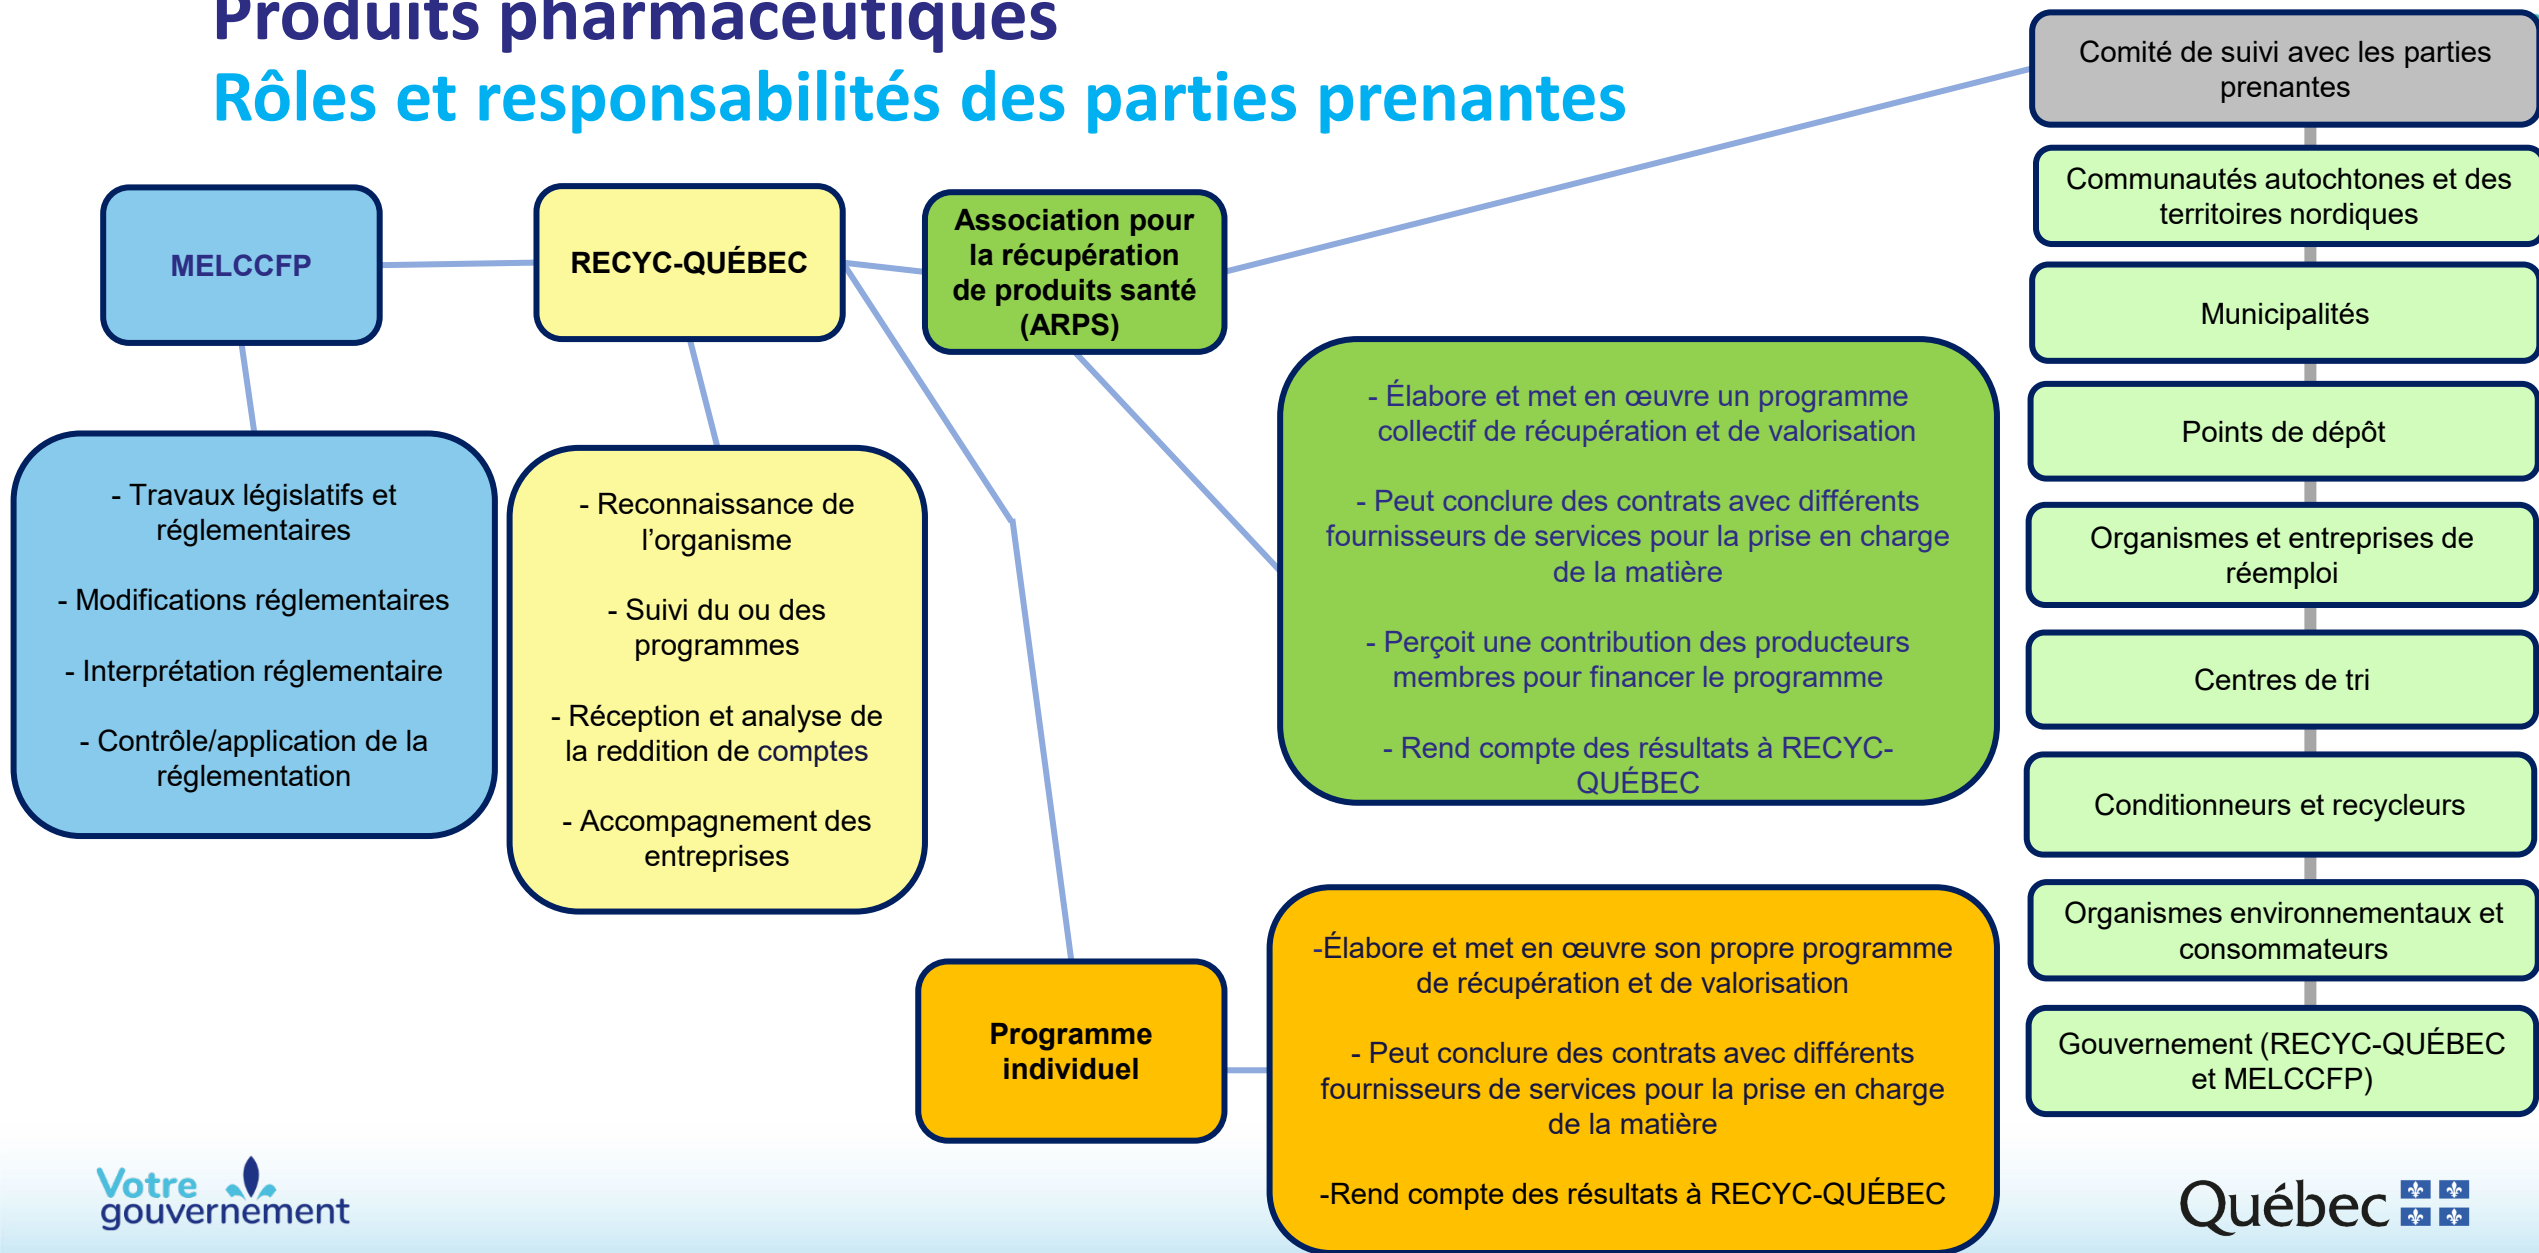 Produits pharmaceutiques
Rôles et responsabilités des parties prenantes
MELCCFP
- Travaux législatifs et
réglementaires
- Modifications réglementaires
- Interprétation réglementaire
- Contrôle/application de la
réglementation
RECYC-QUÉBEC
- Reconnaissance de
l’organisme
- Suivi du ou des
programmes
- Réception et analyse de
la reddition de comptes
- Accompagnement des
entreprises
Association pour
la récupération
de produits santé
(ARPS)
- Élabore et met en œuvre un programme
collectif de récupération et de valorisation
- Peut conclure des contrats avec différents
fournisseurs de services pour la prise en charge
de la matière
- Perçoit une contribution des producteurs
membres pour financer le programme
- Rend compte des résultats à RECYC-
QUÉBEC
Programme
individuel
-Élabore et met en œuvre son propre programme
de récupération et de valorisation
- Peut conclure des contrats avec différents
fournisseurs de services pour la prise en charge
de la matière
-Rend compte des résultats à RECYC-QUÉBEC
Comité de suivi avec les parties
prenantes
Communautés autochtones et des
territoires nordiques
Municipalités
Points de dépôt
Organismes et entreprises de
réemploi
Centres de tri
Conditionneurs et recycleurs
Organismes environnementaux et
consommateurs
Gouvernement (RECYC-QUÉBEC
et MELCCFP)
Votre
gouvernement
Québec